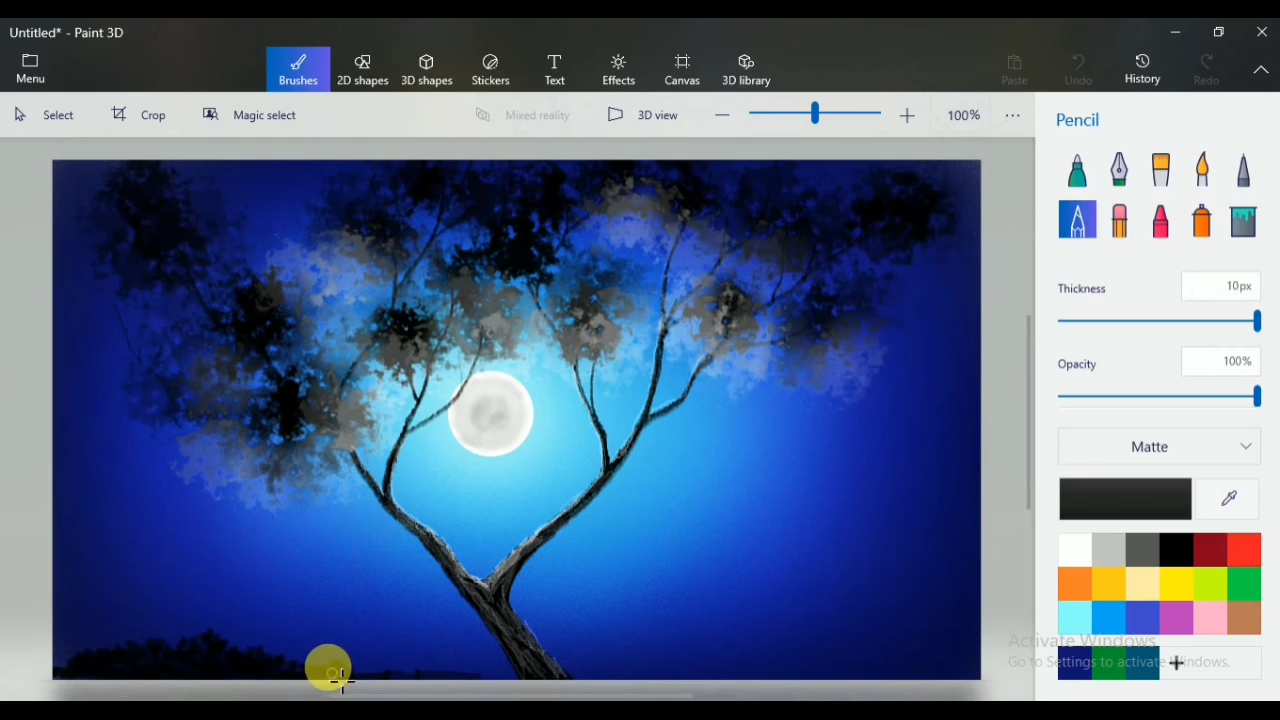 Untitled* - Paint 3D
Menu
Brushes
2D shapes
3D shapes
Stickers
Text
Effects
Canvas
3D library
Paste
Undo
History
Redo
Select
Crop
Magic select
Mixed reality
3D view
100%
Pencil
Thickness
10px
Opacity
100%
Matte
Activate Windows
Go to Settings to activate Windows.